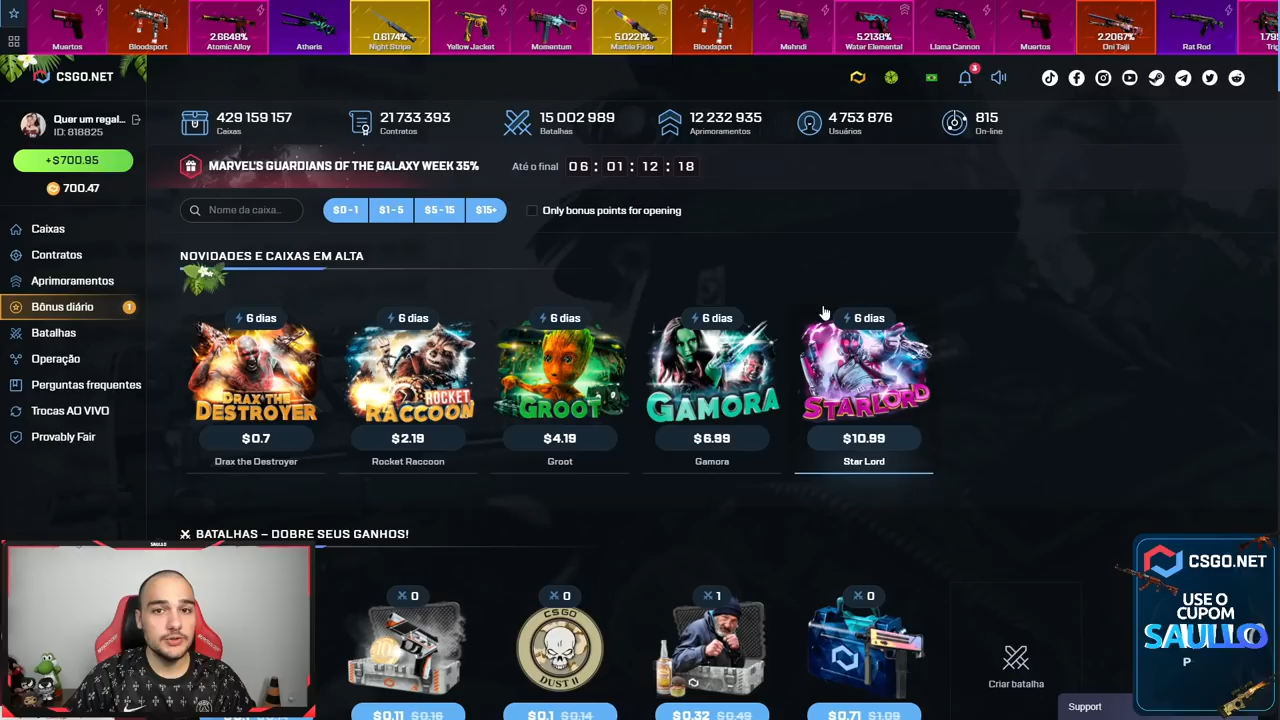 Muertos
Bloodsport
2.6648%
Atomic Alloy
Atheris
0.6174%
Night Stripe
Yellow Jacket
Momentum
5.0221%
Marble Fade
Bloodsport
Mehndi
5.2138%
Water Elemental
Llama Cannon
Muertos
2.2067%
Oni Taiji
Rat Rod
CSGO.NET
3
Quer um regal...
ID: 818825
+$700.95
700.47
429 159 157
Caixas
21 733 393
Contratos
15 002 989
Batalhas
12 232 935
Aprimoramentos
4 753 876
Usuários
815
On-line
MARVEL'S GUARDIANS OF THE GALAXY WEEK 35%
Até o final
06 : 01 : 12 : 18
Nome da caixa...
$0 - 1
$1 - 5
$5 - 15
$15+
Only bonus points for opening
Caixas
Contratos
Aprimoramentos
Bônus diário
1
Batalhas
Operação
Perguntas frequentes
Trocas AO VIVO
Provably Fair
NOVIDADES E CAIXAS EM ALTA
6 dias
DRAX THE
DESTROYER
$0.7
Drax the Destroyer
6 dias
ROCKET
RACCOON
$2.19
Rocket Raccoon
6 dias
GROOT
$4.19
Groot
6 dias
GAMORA
$6.99
Gamora
6 dias
STARLORD
$10.99
Star Lord
BATALHAS – DOBRE SEUS GANHOS!
0
$0.11 $0.16
0
CS GO
DUST II
$0.1 $0.14
1
$0.32 $0.49
0
$0.71 $1.09
Criar batalha
SAULLO
CSGO.NET
USE O
CUPOM
SAULLO
P
Support